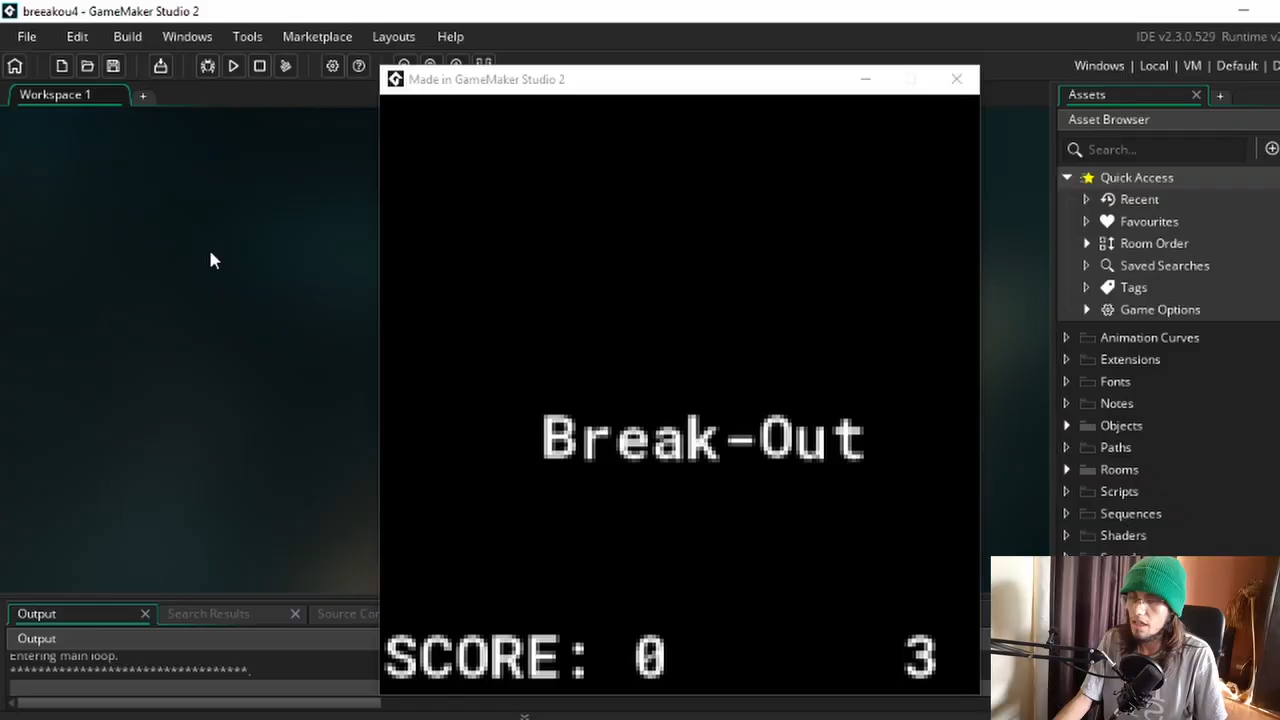 breeakou4 - GameMaker Studio 2
File Edit Build Windows Tools Marketplace Layouts Help
IDE v2.3.0.529 Runtime
Windows | Local | VM | Default |
Workspace 1
Made in GameMaker Studio 2
Assets
Asset Browser
Search...
Quick Access
Recent
Favourites
Room Order
Saved Searches
Tags
Game Options
Animation Curves
Extensions
Fonts
Notes
Objects
Paths
Rooms
Scripts
Sequences
Shaders
Break-Out
SCORE: 0 3
Output
Search Results
Source
Output
Entering main loop.
*******************************.